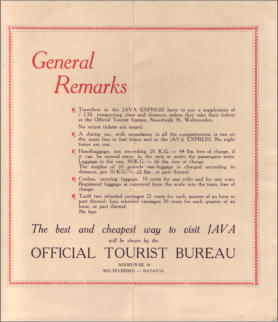 General
Remarks
¶ Travellers in the JAVA EXPRESS have to pay a supplement of
f 2.50, respecting class and distance, unless they take their tickets
at the Official Tourist Bureau, Noordwijk 36, Weltevreden.
No return tickets are issued.
¶ A dining car, with attendance in all the compartments, is run on
the main line in fast trains and in the JAVA EXPRESS. No night
trains are run.
¶ Handluggage, not exceeding 20 K.G. = 44 lbs. free of charge, if
it can be stowed away in the nets or under the passengers seats.
Luggage in the van, 30 K.G. = 66 lbs. free of charge.
The surplus of 66 pounds van-luggage is charged according to
distance, per 10 K.G. = 22 lbs. or part thereof.
¶ Coolies, carrying luggage, 10 cents for one collo and for one man.
Registered luggage is conveyed from the scale into the train, free of
charge.
¶ Tariff two wheeled carriages 25 cents for each quarter of an hour or
part thereof; four wheeled carriages 50 cents for each quarter of an
hour, or part thereof.
No tips.
The best and cheapest way to visit JAVA
will be shown by the
OFFICIAL TOURIST BUREAU
NOORDWIJK 36
WELTEVREDEN — BATAVIA